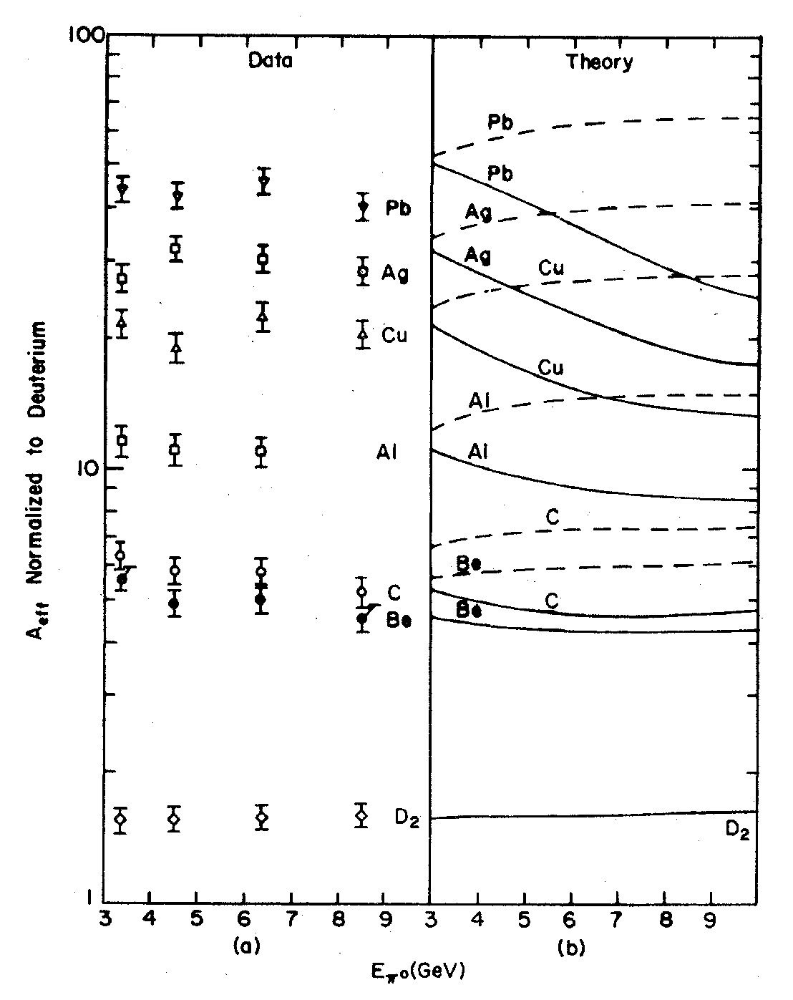 100
Data
Theory
Pb
Pb
Ag
Pb
Ag
Cu
Ag
Cu
Cu
Al
Al
Al
10
C
Be
C
C
Be
Be
D2
D2
1
3 4 5 6 7 8 9 3 4 5 6 7 8 9
(a)
(b)
Eπ0(GeV)
Aeff Normalized to Deuterium